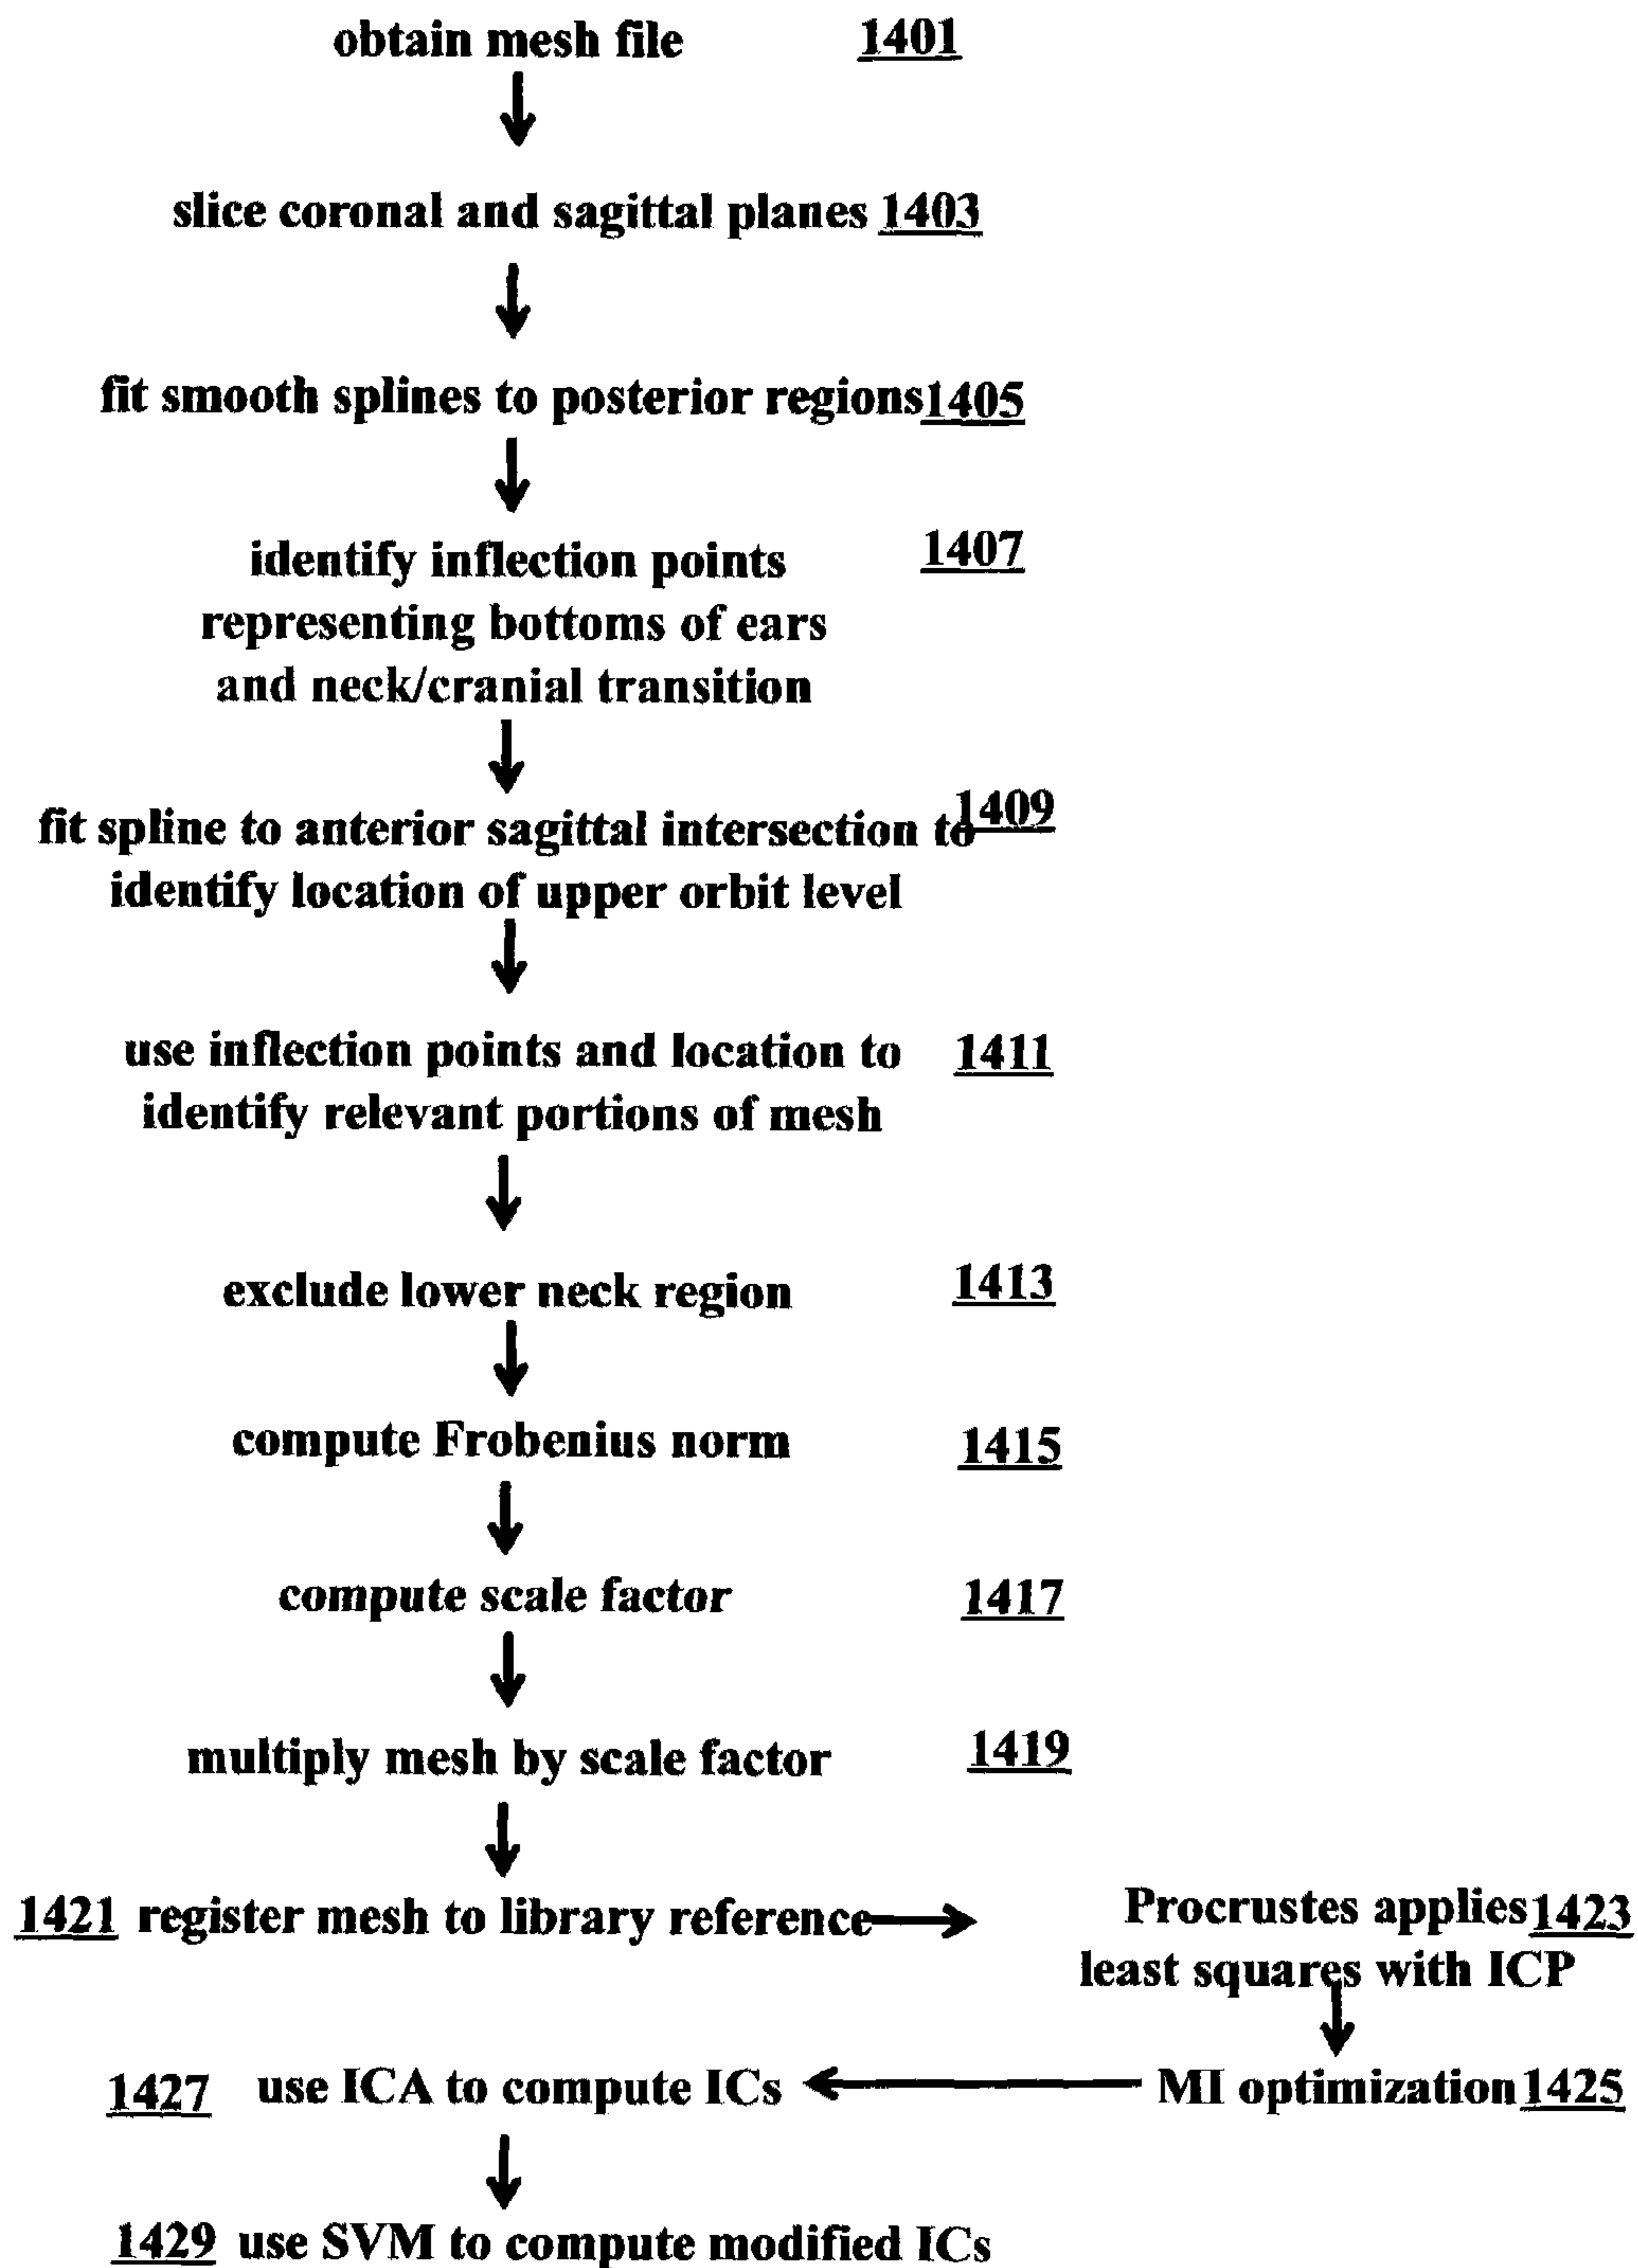 obtain mesh file 1401
slice coronal and sagittal planes 1403
fit smooth splines to posterior regions 1405
identify inflection points 1407
representing bottoms of ears
and neck/cranial transition
fit spline to anterior sagittal intersection to 1409
identify location of upper orbit level
use inflection points and location to 1411
identify relevant portions of mesh
exclude lower neck region 1413
compute Frobenius norm 1415
compute scale factor 1417
multiply mesh by scale factor 1419
1421 register mesh to library reference
Procrustes applies 1423
least squares with ICP
MI optimization 1425
1427 use ICA to compute ICs
1429 use SVM to compute modified ICs